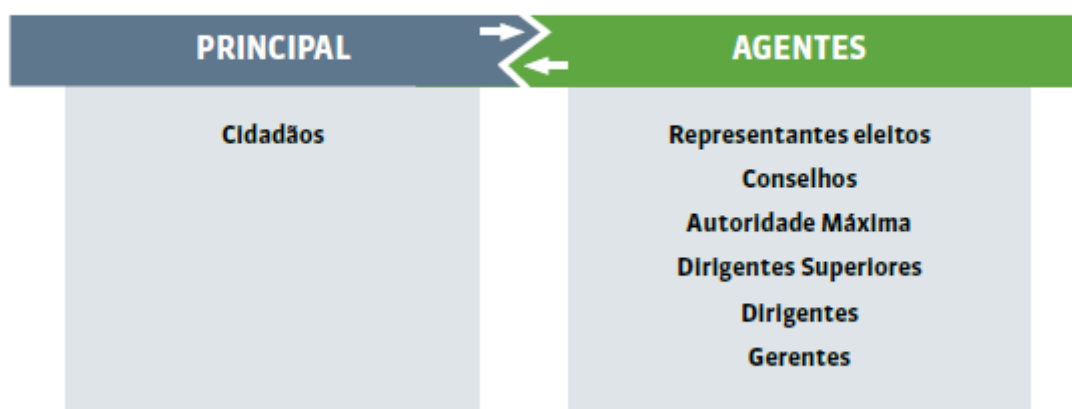 PRINCIPAL
AGENTES
Cidadãos
Representantes eleitos
Conselhos
Autoridade Máxima
Dirigentes Superiores
Dirigentes
Gerentes